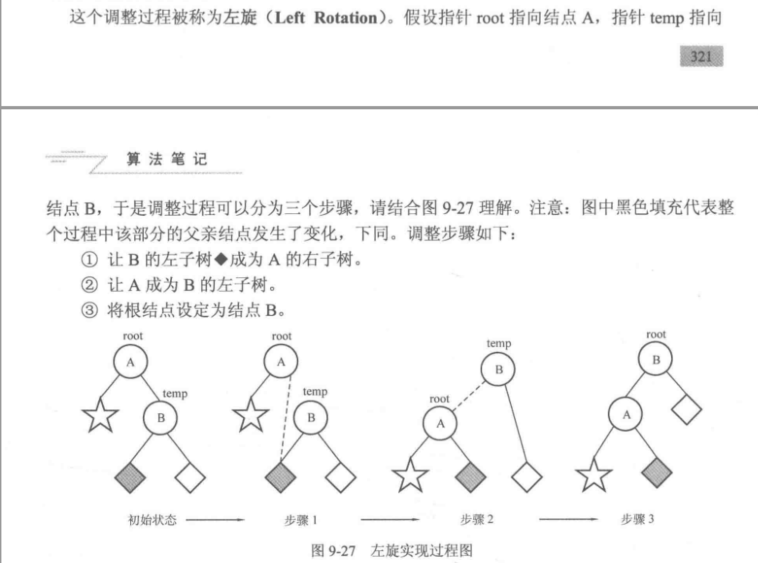 这个调整过程被称为左旋（Left Rotation）。假设指针 root 指向结点 A，指针 temp 指向
321
算法笔记
结点 B，于是调整过程可以分为三个步骤，请结合图 9-27 理解。注意：图中黑色填充代表整
个过程中该部分的父亲结点发生了变化，下同。调整步骤如下：
① 让 B 的左子树◆成为 A 的右子树。
② 让 A 成为 B 的左子树。
③ 将根结点设定为结点 B。
root
A
temp
B
root
A
temp
B
temp
B
root
A
root
B
A
初始状态
步骤 1
步骤 2
步骤 3
图 9-27 左旋实现过程图